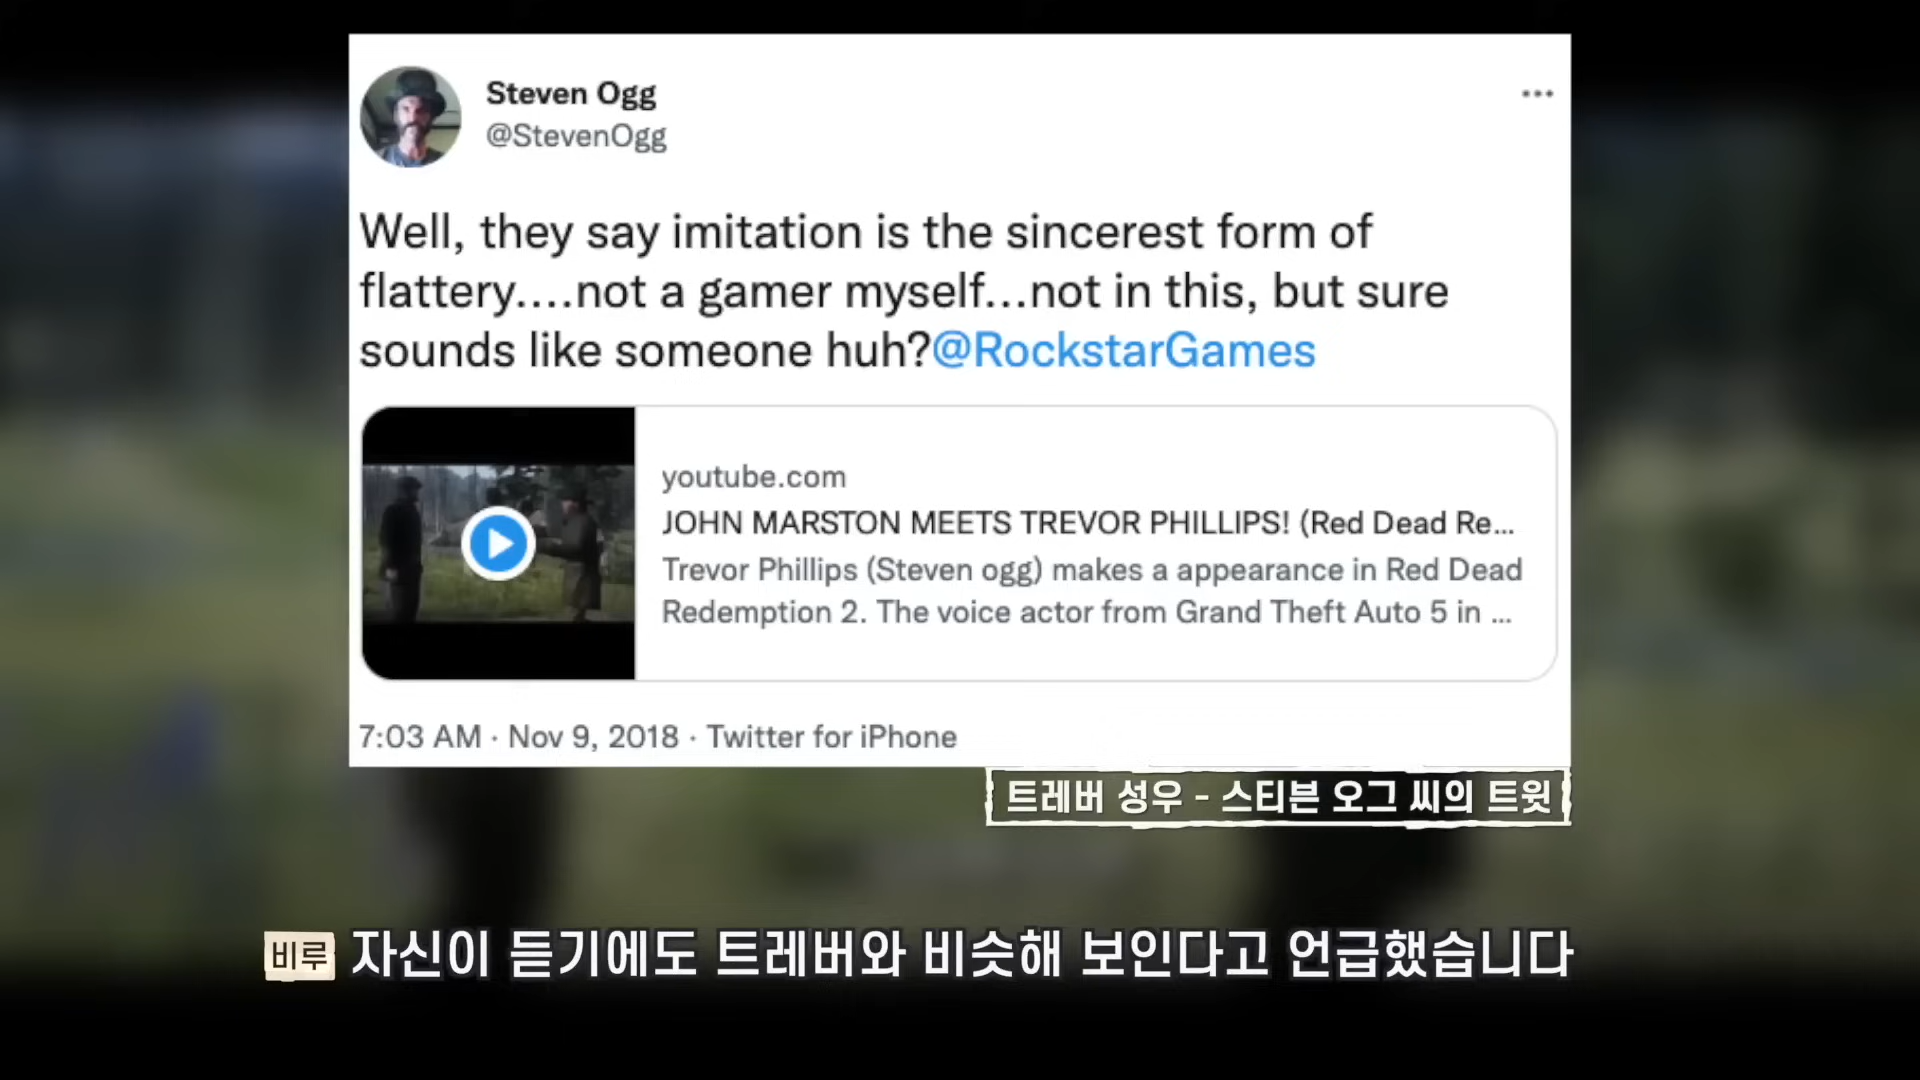 Steven Ogg
@StevenOgg
Well, they say imitation is the sincerest form of
flattery....not a gamer myself...not in this, but sure
sounds like someone huh?@RockstarGames
youtube.com
JOHN MARSTON MEETS TREVOR PHILLIPS! (Red Dead Re...
Trevor Phillips (Steven ogg) makes a appearance in Red Dead
Redemption 2. The voice actor from Grand Theft Auto 5 in ...
7:03 AM · Nov 9, 2018 · Twitter for iPhone
트레버 성우 - 스티븐 오그 씨의 트윗
비루 자신이 듣기에도 트레버와 비슷해 보인다고 언급했습니다